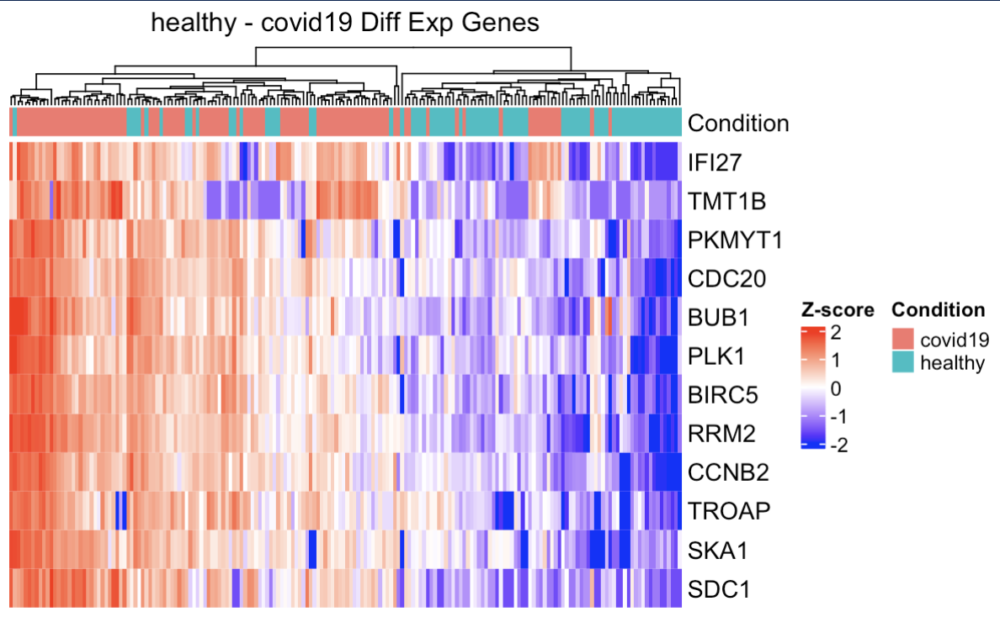 healthy - covid19 Diff Exp Genes
Condition
IFI27
TMT1B
PKMYT1
CDC20
BUB1
PLK1
BIRC5
RRM2
CCNB2
TROAP
SKA1
SDC1
Z-score
2
1
0
-1
-2
Condition
covid19
healthy